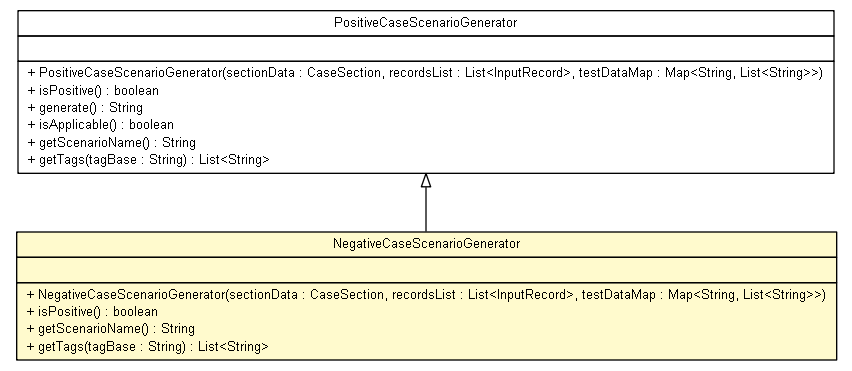 PositiveCaseScenarioGenerator
+ PositiveCaseScenarioGenerator(sectionData : CaseSection, recordsList : List<InputRecord>, testDataMap : Map<String, List<String>>)
+ isPositive() : boolean
+ generate() : String
+ isApplicable() : boolean
+ getScenarioName() : String
+ getTags(tagBase : String) : List<String>
NegativeCaseScenarioGenerator
+ NegativeCaseScenarioGenerator(sectionData : CaseSection, recordsList : List<InputRecord>, testDataMap : Map<String, List<String>>)
+ isPositive() : boolean
+ getScenarioName() : String
+ getTags(tagBase : String) : List<String>